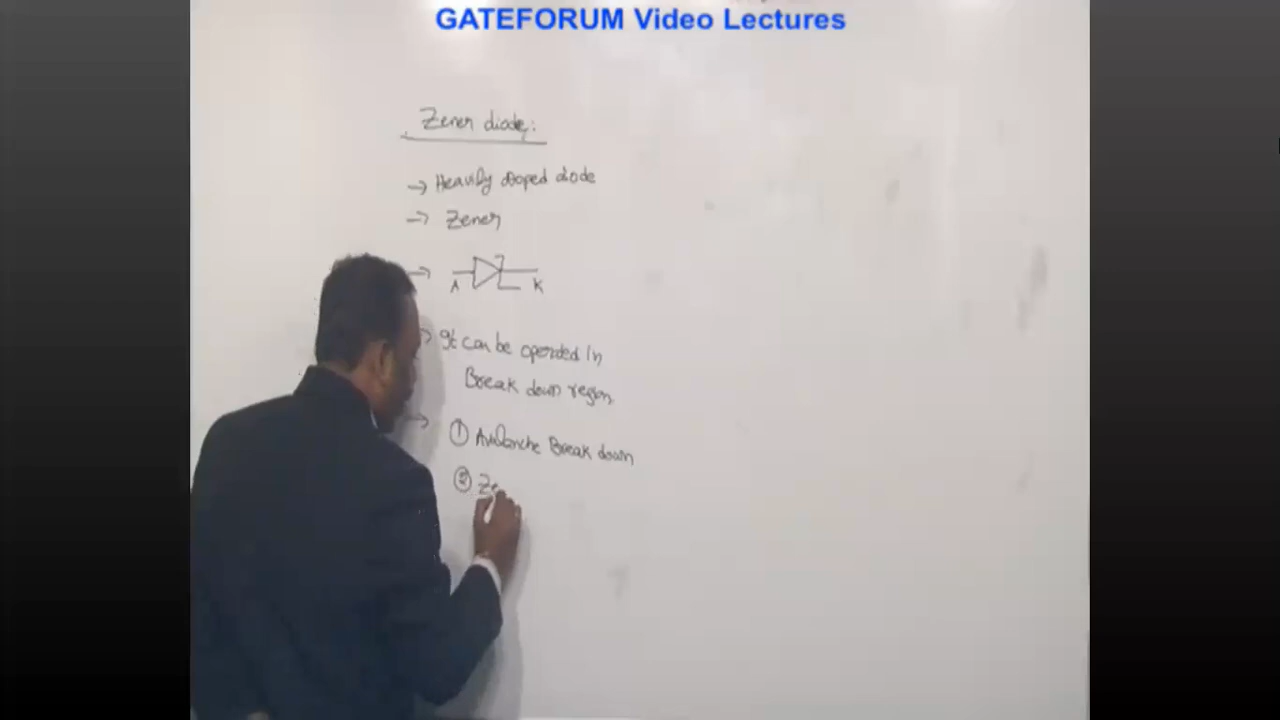 GATEFORUM Video Lectures
Zener diode:
→ Heavily doped diode
→ Zener
→
A K
→ It can be operated in
Break down region
→
① Avalanche Break down
② Ze